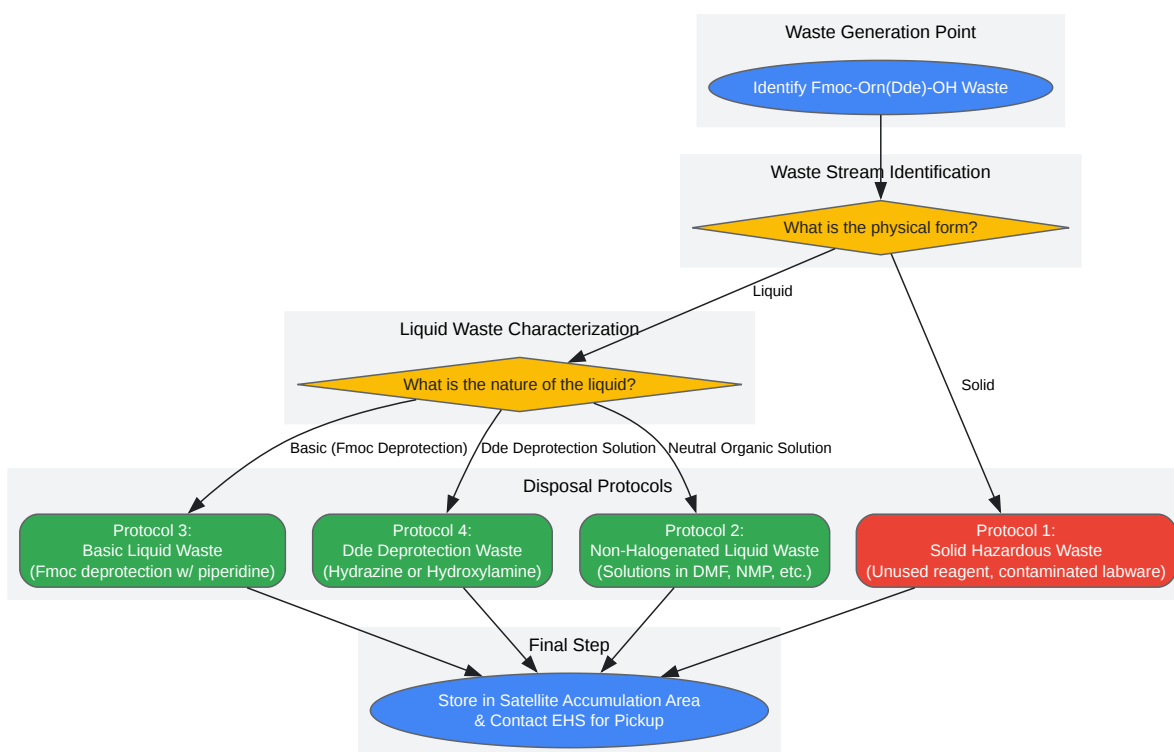 Waste Generation Point
Identify Fmoc-Orn(Dde)-OH Waste
Waste Stream Identification
What is the physical form?
Liquid
Liquid Waste Characterization
What is the nature of the liquid?
Solid
Basic (Fmoc Deprotection)
Dde Deprotection Solution
Neutral Organic Solution
Disposal Protocols
Protocol 3:
Basic Liquid Waste
(Fmoc deprotection w/ piperidine)
Protocol 4:
Dde Deprotection Waste
(Hydrazine or Hydroxylamine)
Protocol 2:
Non-Halogenated Liquid Waste
(Solutions in DMF, NMP, etc.)
Protocol 1:
Solid Hazardous Waste
(Unused reagent, contaminated labware)
Final Step
Store in Satellite Accumulation Area
& Contact EHS for Pickup